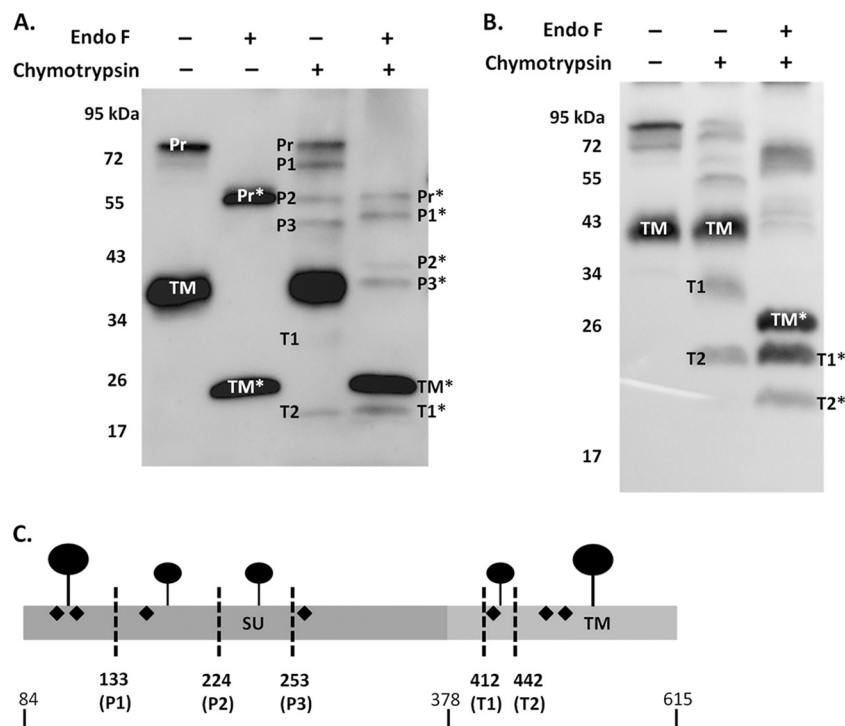 A.
Endo F – + – +
Chymotrypsin – – + +
95 kDa
72
55
43
34
26
17
Pr
TM
Pr*
TM*
Pr
P1
P2
P3
T1
T2
Pr*
P1*
P2*
P3*
TM*
T1*
B.
Endo F – – +
Chymotrypsin – + +
95 kDa
72
55
43
34
26
17
TM
TM
T1
T2
TM*
T1*
T2*
C.
SU TM
133 224 253 412 442
(P1) (P2) (P3) (T1) (T2)
84 378 615